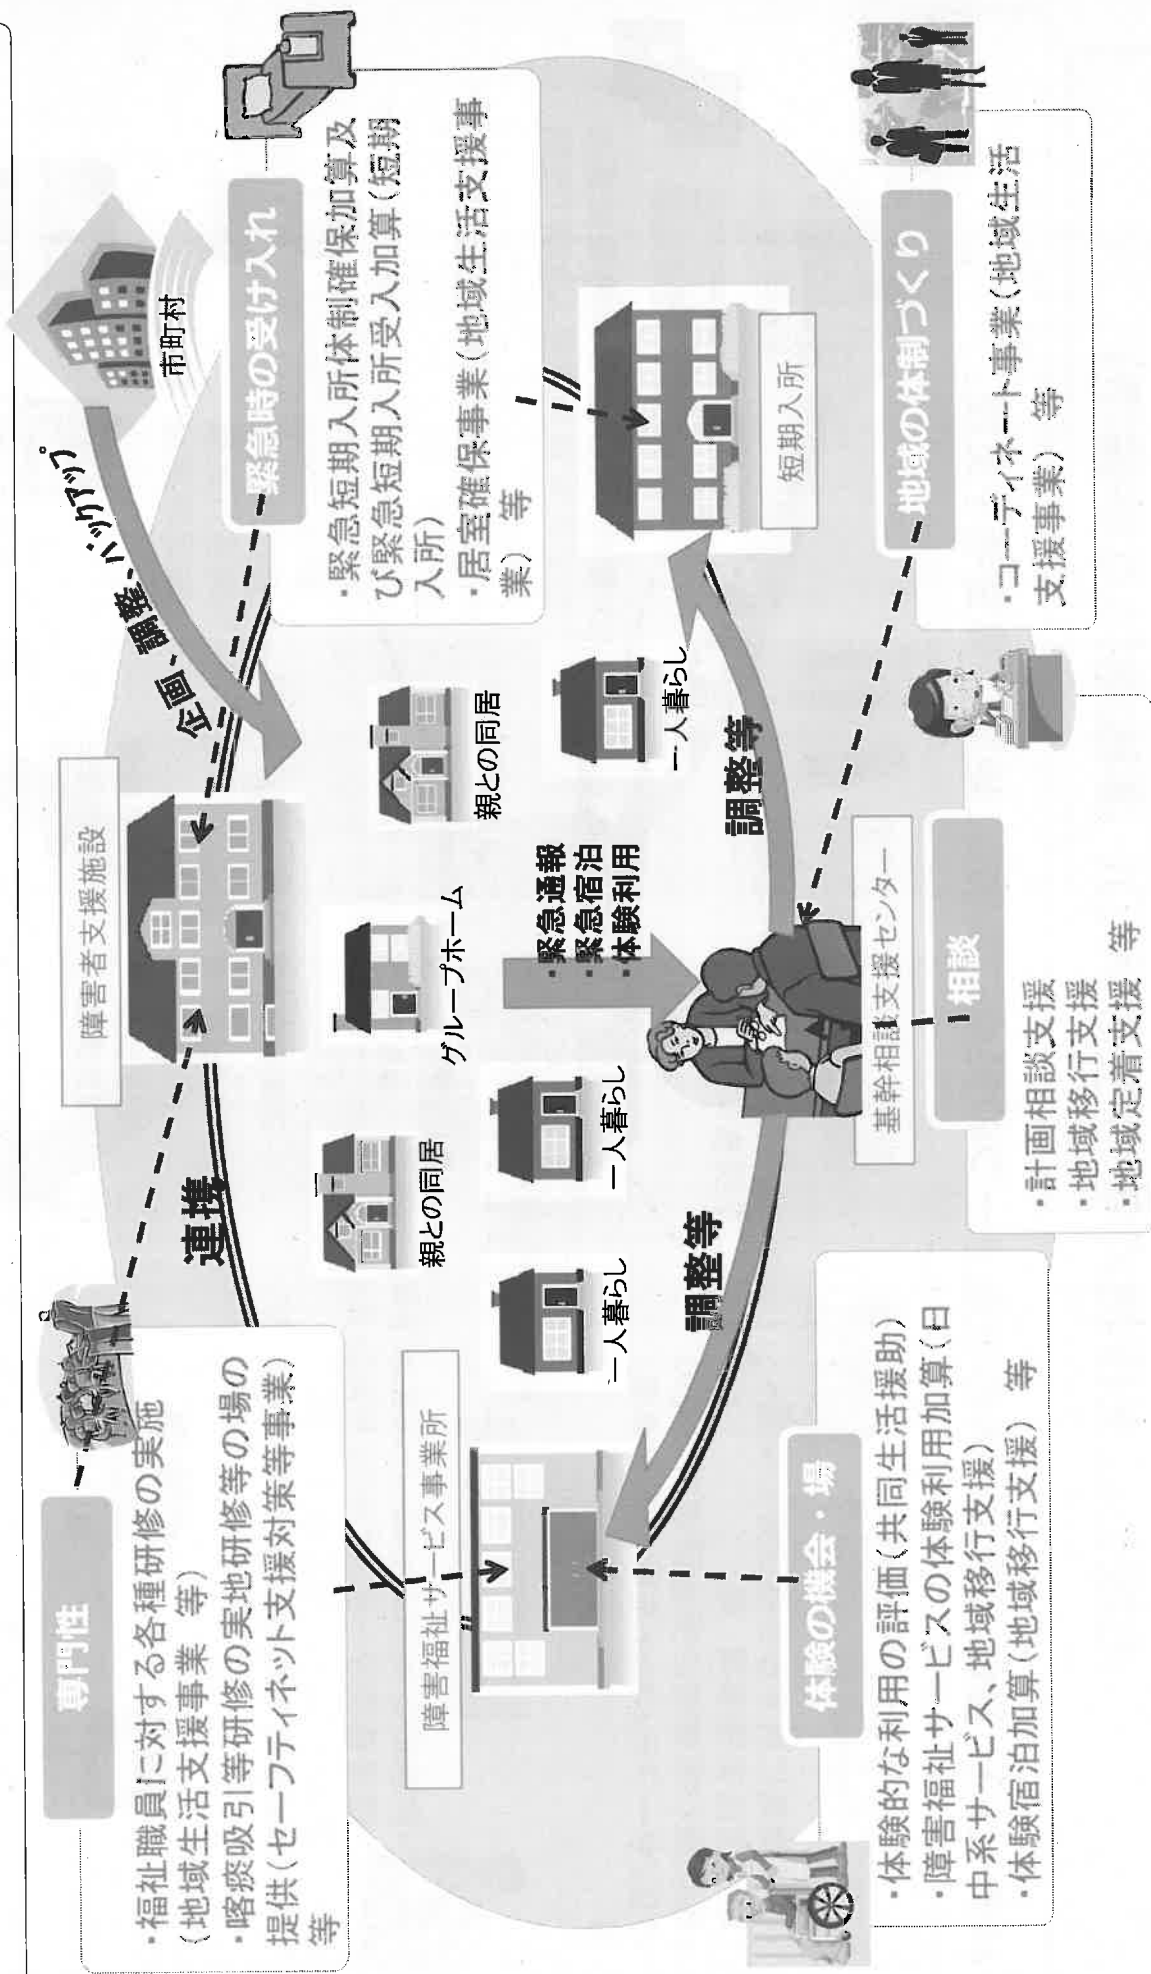 専門性
・福祉職員に対する各種研修の実施
(地域生活支援事業 等)
・喀痰吸引等研修の実地研修等の場の
提供(セーフティネット支援対策等事業)
等
連携
障害者支援施設
企画、調整、バックアップ
市町村
緊急時の受け入れ
・緊急短期入所体制確保加算及
び緊急短期入所受入加算(短期
入所)
・居室確保事業(地域生活支援事
業) 等
障害福祉サービス事業所
親との同居
グループホーム
親との同居
一人暮らし
一人暮らし
一人暮らし
・緊急通報
・緊急宿泊
・体験利用
短期入所
調整等
調整等
基幹相談支援センター
体験の機会・場
・体験的な利用の評価(共同生活援助)
・障害福祉サービスの体験利用加算(日
中系サービス、地域移行支援)
・体験宿泊加算(地域移行支援) 等
相談
・計画相談支援
・地域移行支援
・地域定着支援 等
地域の体制づくり
・コーディネート事業(地域生活
支援事業) 等